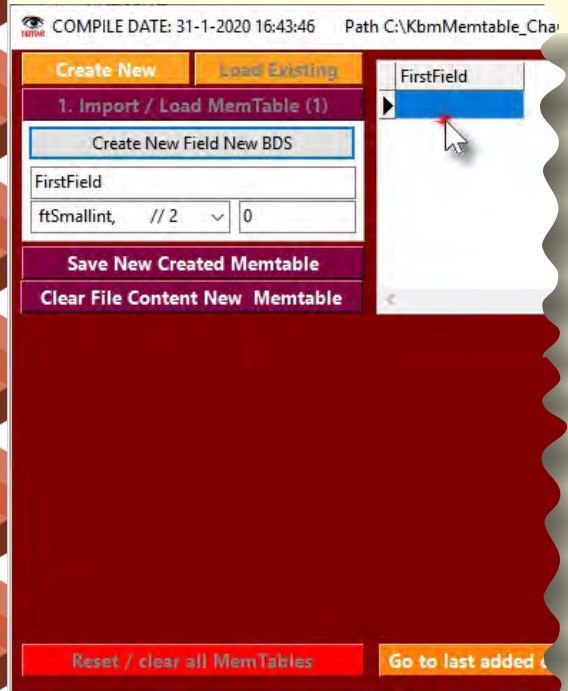 COMPILE DATE: 31-1-2020 16:43:46 Path C:\KbmMemtable_Cha
Create New Load Existing
1. Import / Load MemTable (1)
Create New Field New BDS
FirstField
ftSmallint, // 2 0
Save New Created Memtable
Clear File Content New Memtable
FirstField
Reset / clear all MemTables
Go to last added